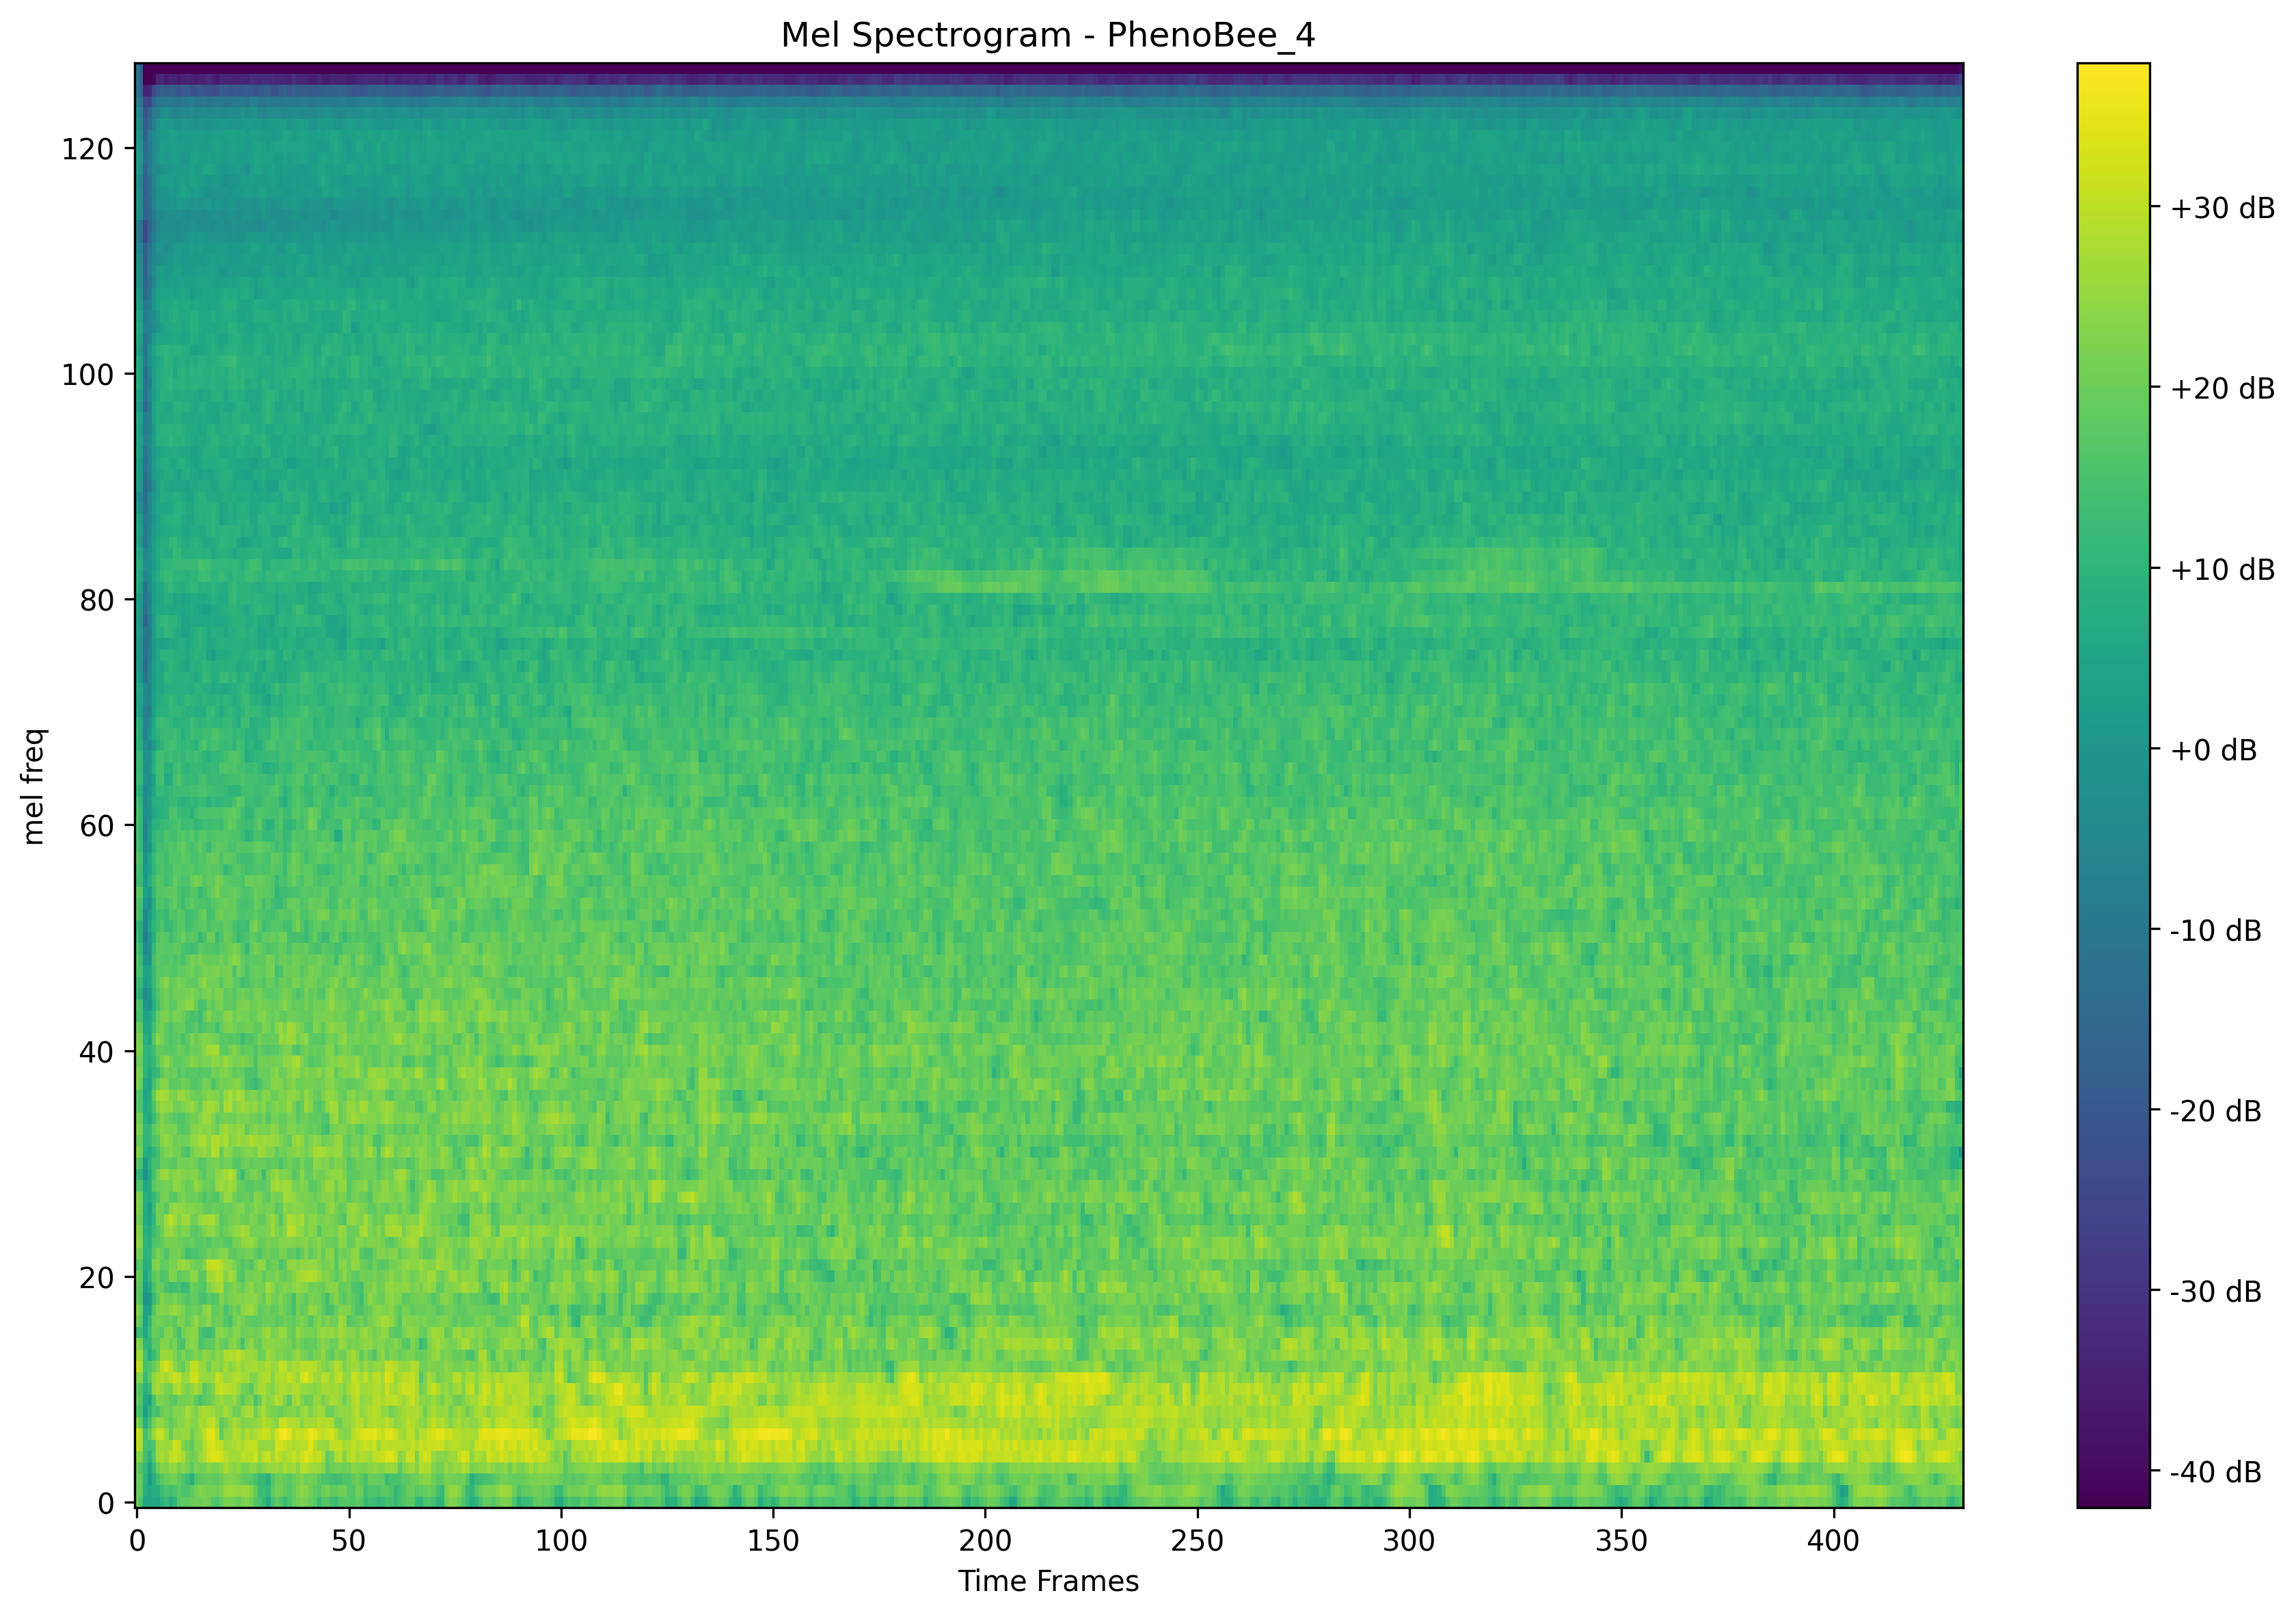 Mel Spectrogram - PhenoBee_4
mel freq
120
100
80
60
40
20
0
0 50 100 150 200 250 300 350 400
Time Frames
+30 dB
+20 dB
+10 dB
+0 dB
-10 dB
-20 dB
-30 dB
-40 dB